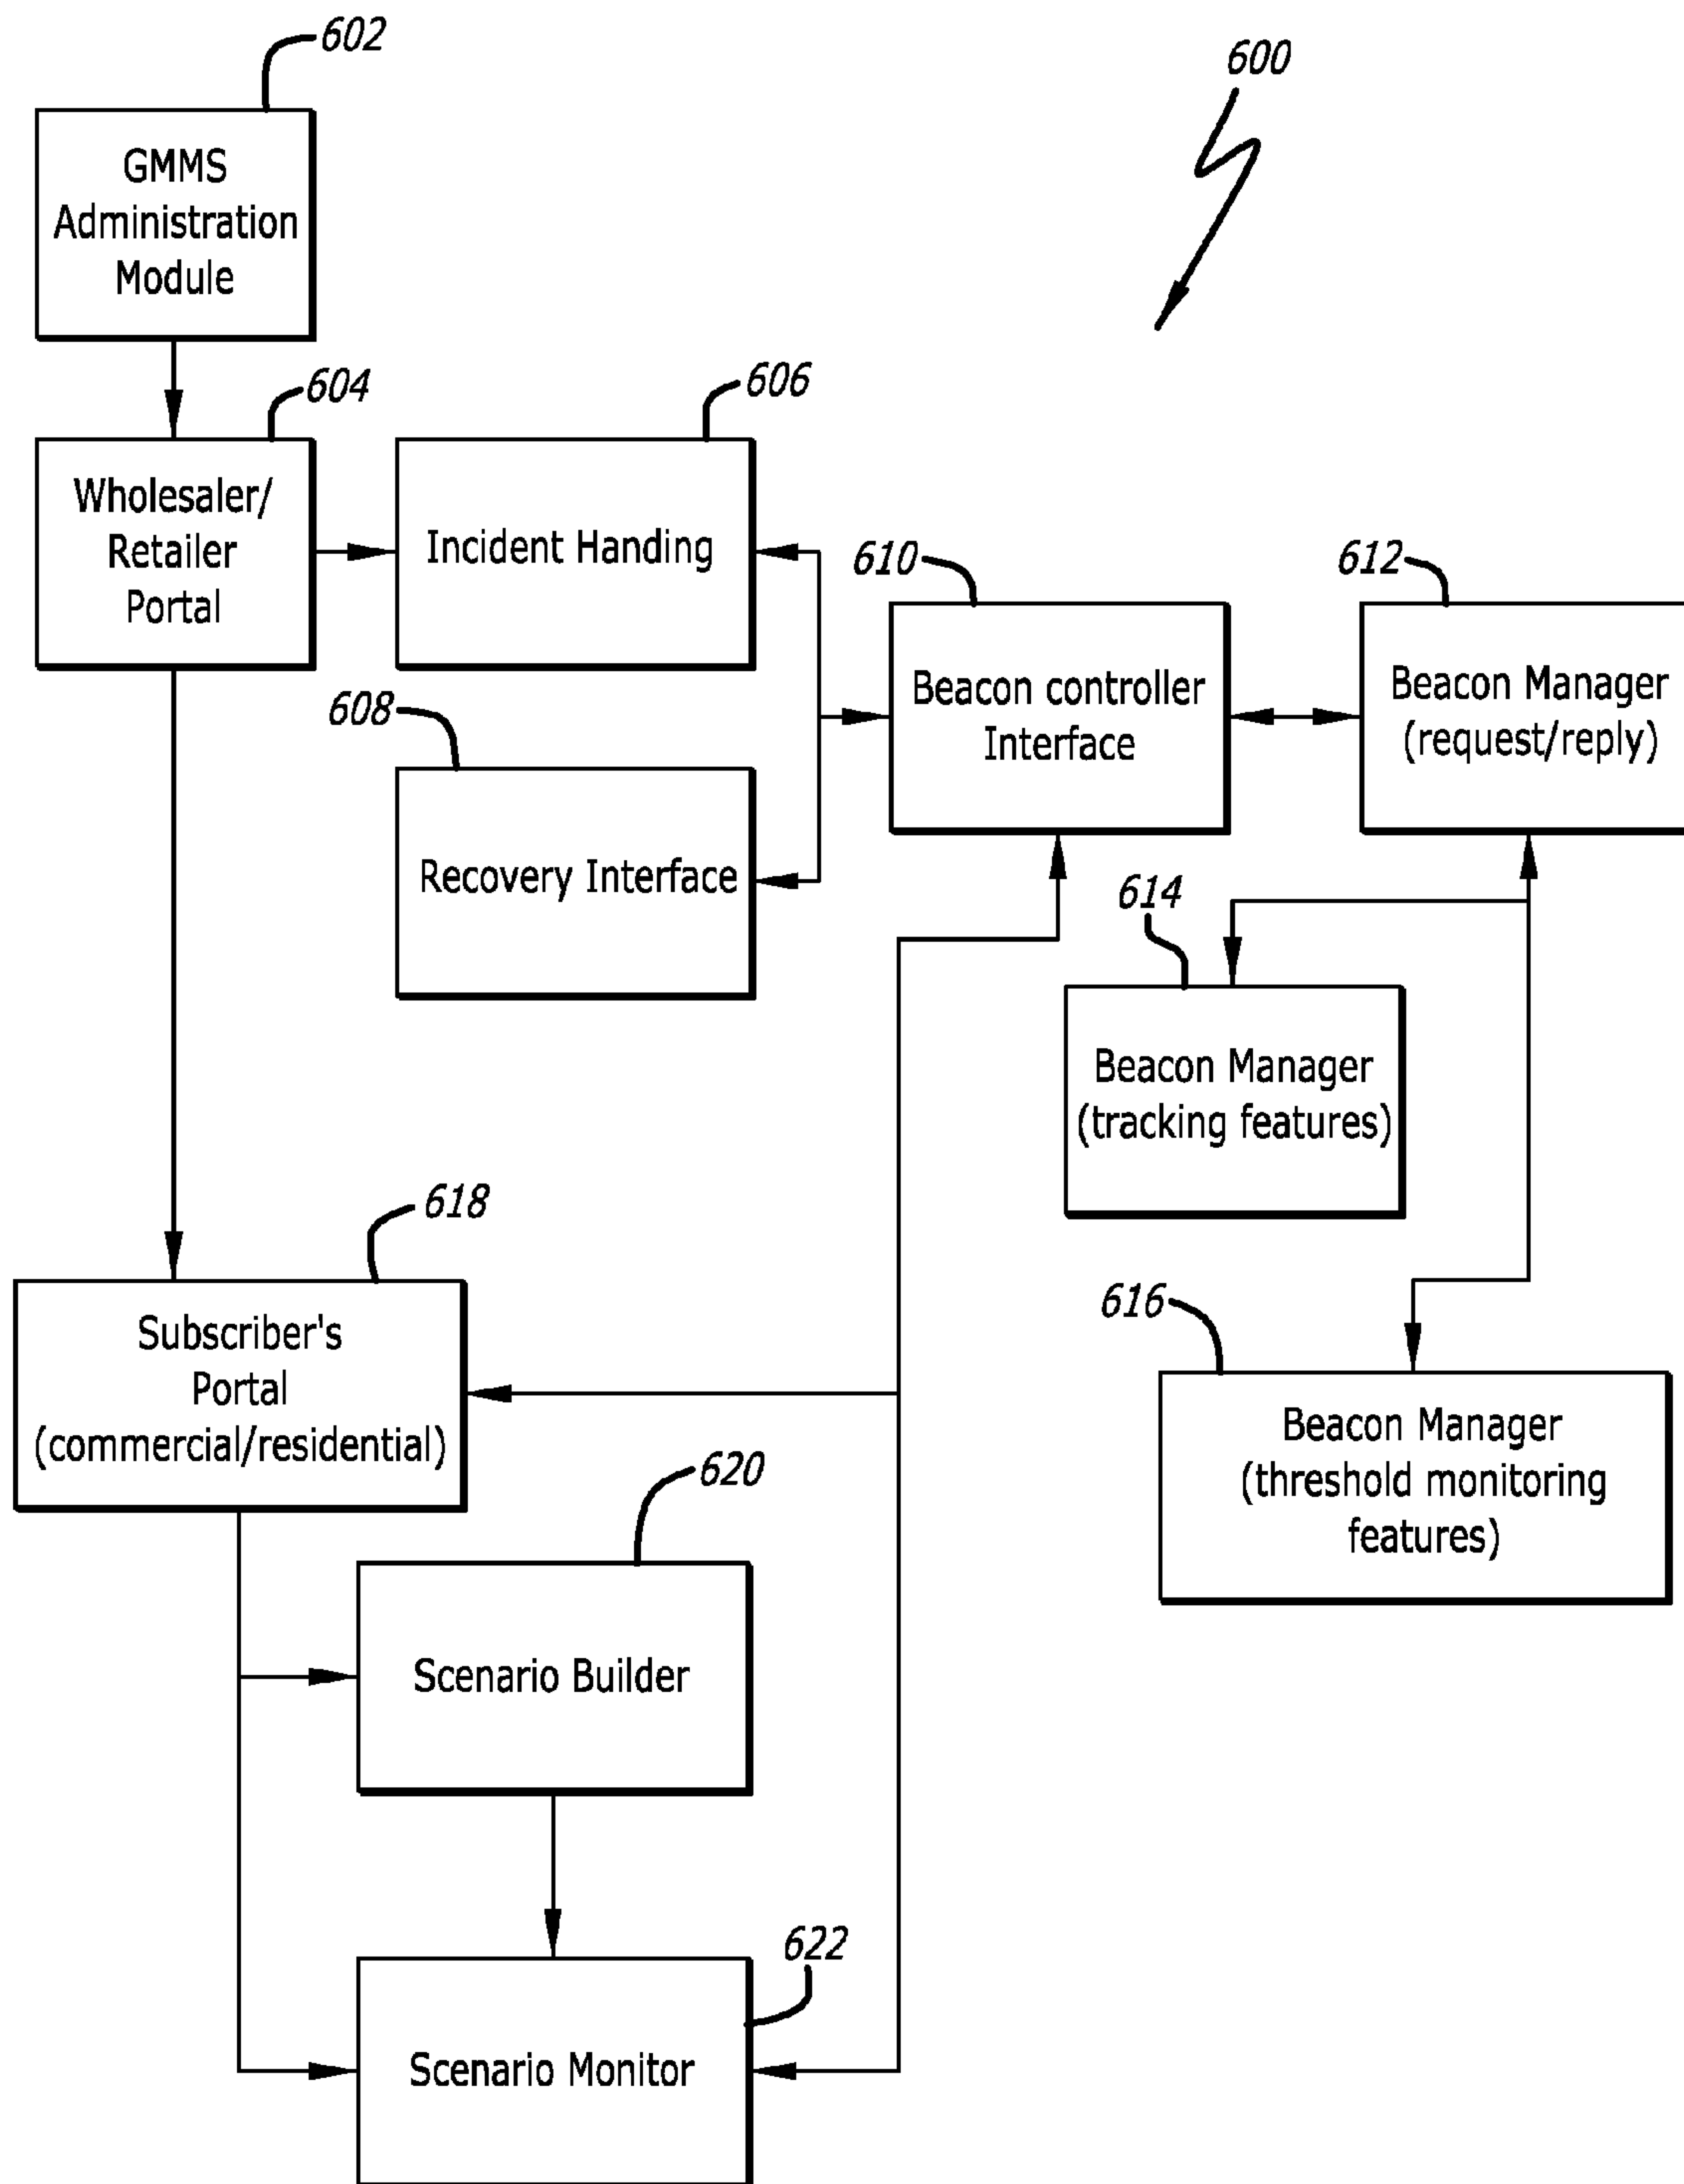 602
600
GMMS
Administration
Module
604
606
Wholesaler/
Retailer
Portal
Incident Handing
610
612
608
Beacon controller
Interface
Beacon Manager
(request/reply)
Recovery Interface
614
Beacon Manager
(tracking features)
618
616
Subscriber's
Portal
(commercial/residential)
Beacon Manager
(threshold monitoring
features)
620
Scenario Builder
622
Scenario Monitor